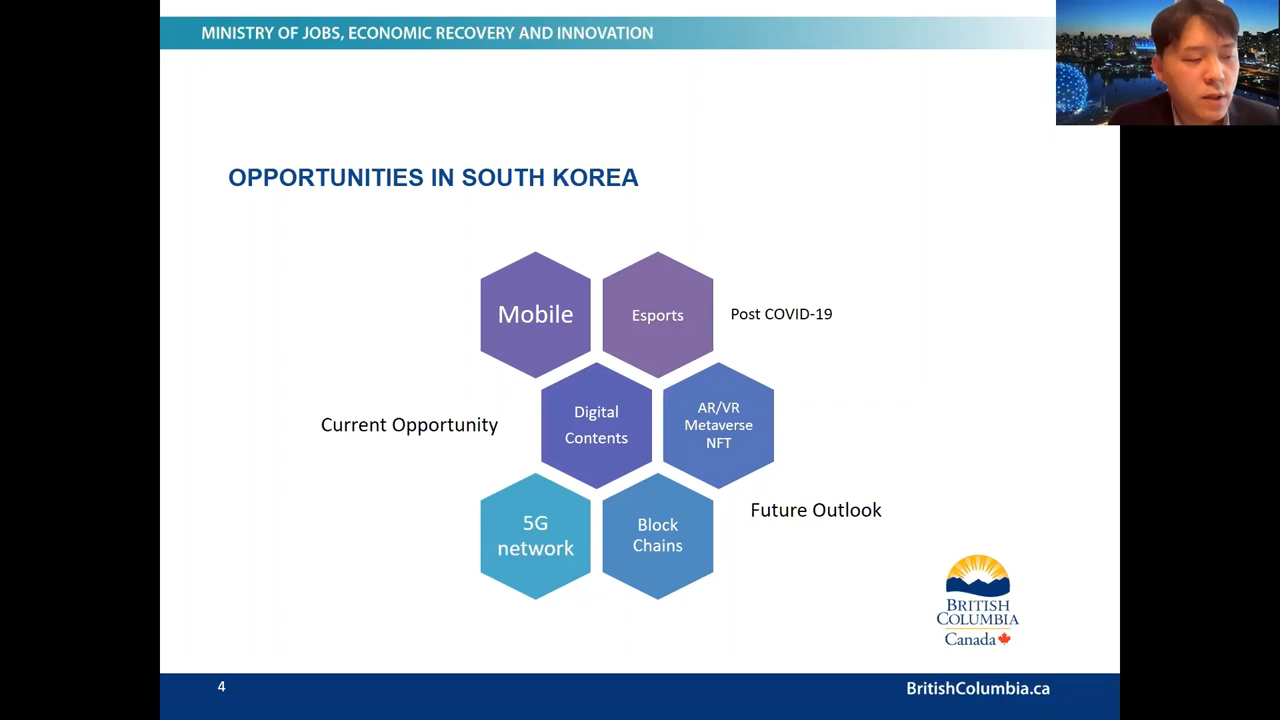 MINISTRY OF JOBS, ECONOMIC RECOVERY AND INNOVATION
OPPORTUNITIES IN SOUTH KOREA
Mobile
Esports
Post COVID-19
Current Opportunity
Digital
Contents
AR/VR
Metaverse
NFT
5G
network
Block
Chains
Future Outlook
BRITISH
COLUMBIA
Canada
4
BritishColumbia.ca